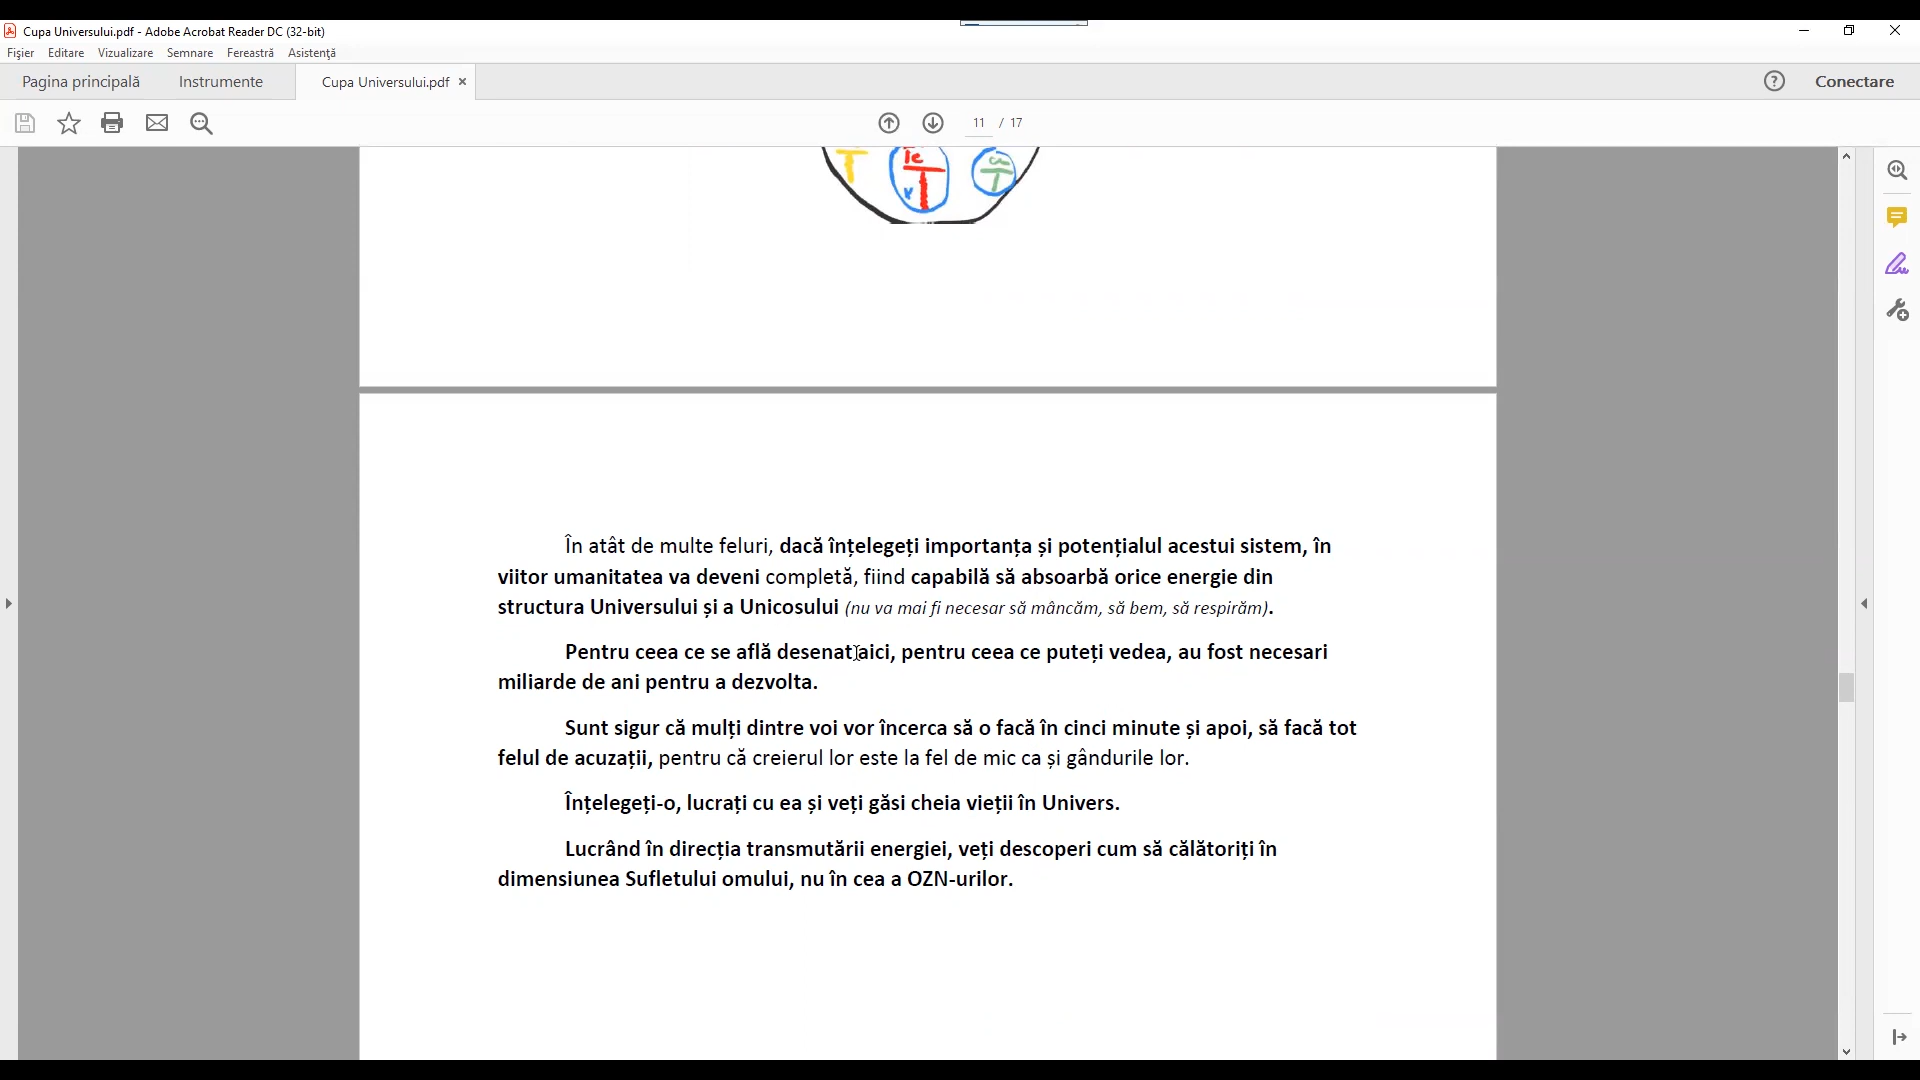 Cupa Universului.pdf - Adobe Acrobat Reader DC (32-bit)
Fișier Editare Vizualizare Semnare Fereastră Asistență
Pagina principală Instrumente Cupa Universului.pdf × ? Conectare
11 / 17
T Te T x a T
În atât de multe feluri, dacă înțelegeți importanța și potențialul acestui sistem, în
viitor umanitatea va deveni completă, fiind capabilă să absoarbă orice energie din
structura Universului și a Unicosului (nu va mai fi necesar să mâncăm, să bem, să respirăm).
Pentru ceea ce se află desenat aici, pentru ceea ce puteți vedea, au fost necesari
miliarde de ani pentru a dezvolta.
Sunt sigur că mulți dintre voi vor încerca să o facă în cinci minute și apoi, să facă tot
felul de acuzații, pentru că creierul lor este la fel de mic ca și gândurile lor.
Înțelegeți-o, lucrați cu ea și veți găsi cheia vieții în Univers.
Lucrând în direcția transmutării energiei, veți descoperi cum să călătoriți în
dimensiunea Sufletului omului, nu în cea a OZN-urilor.